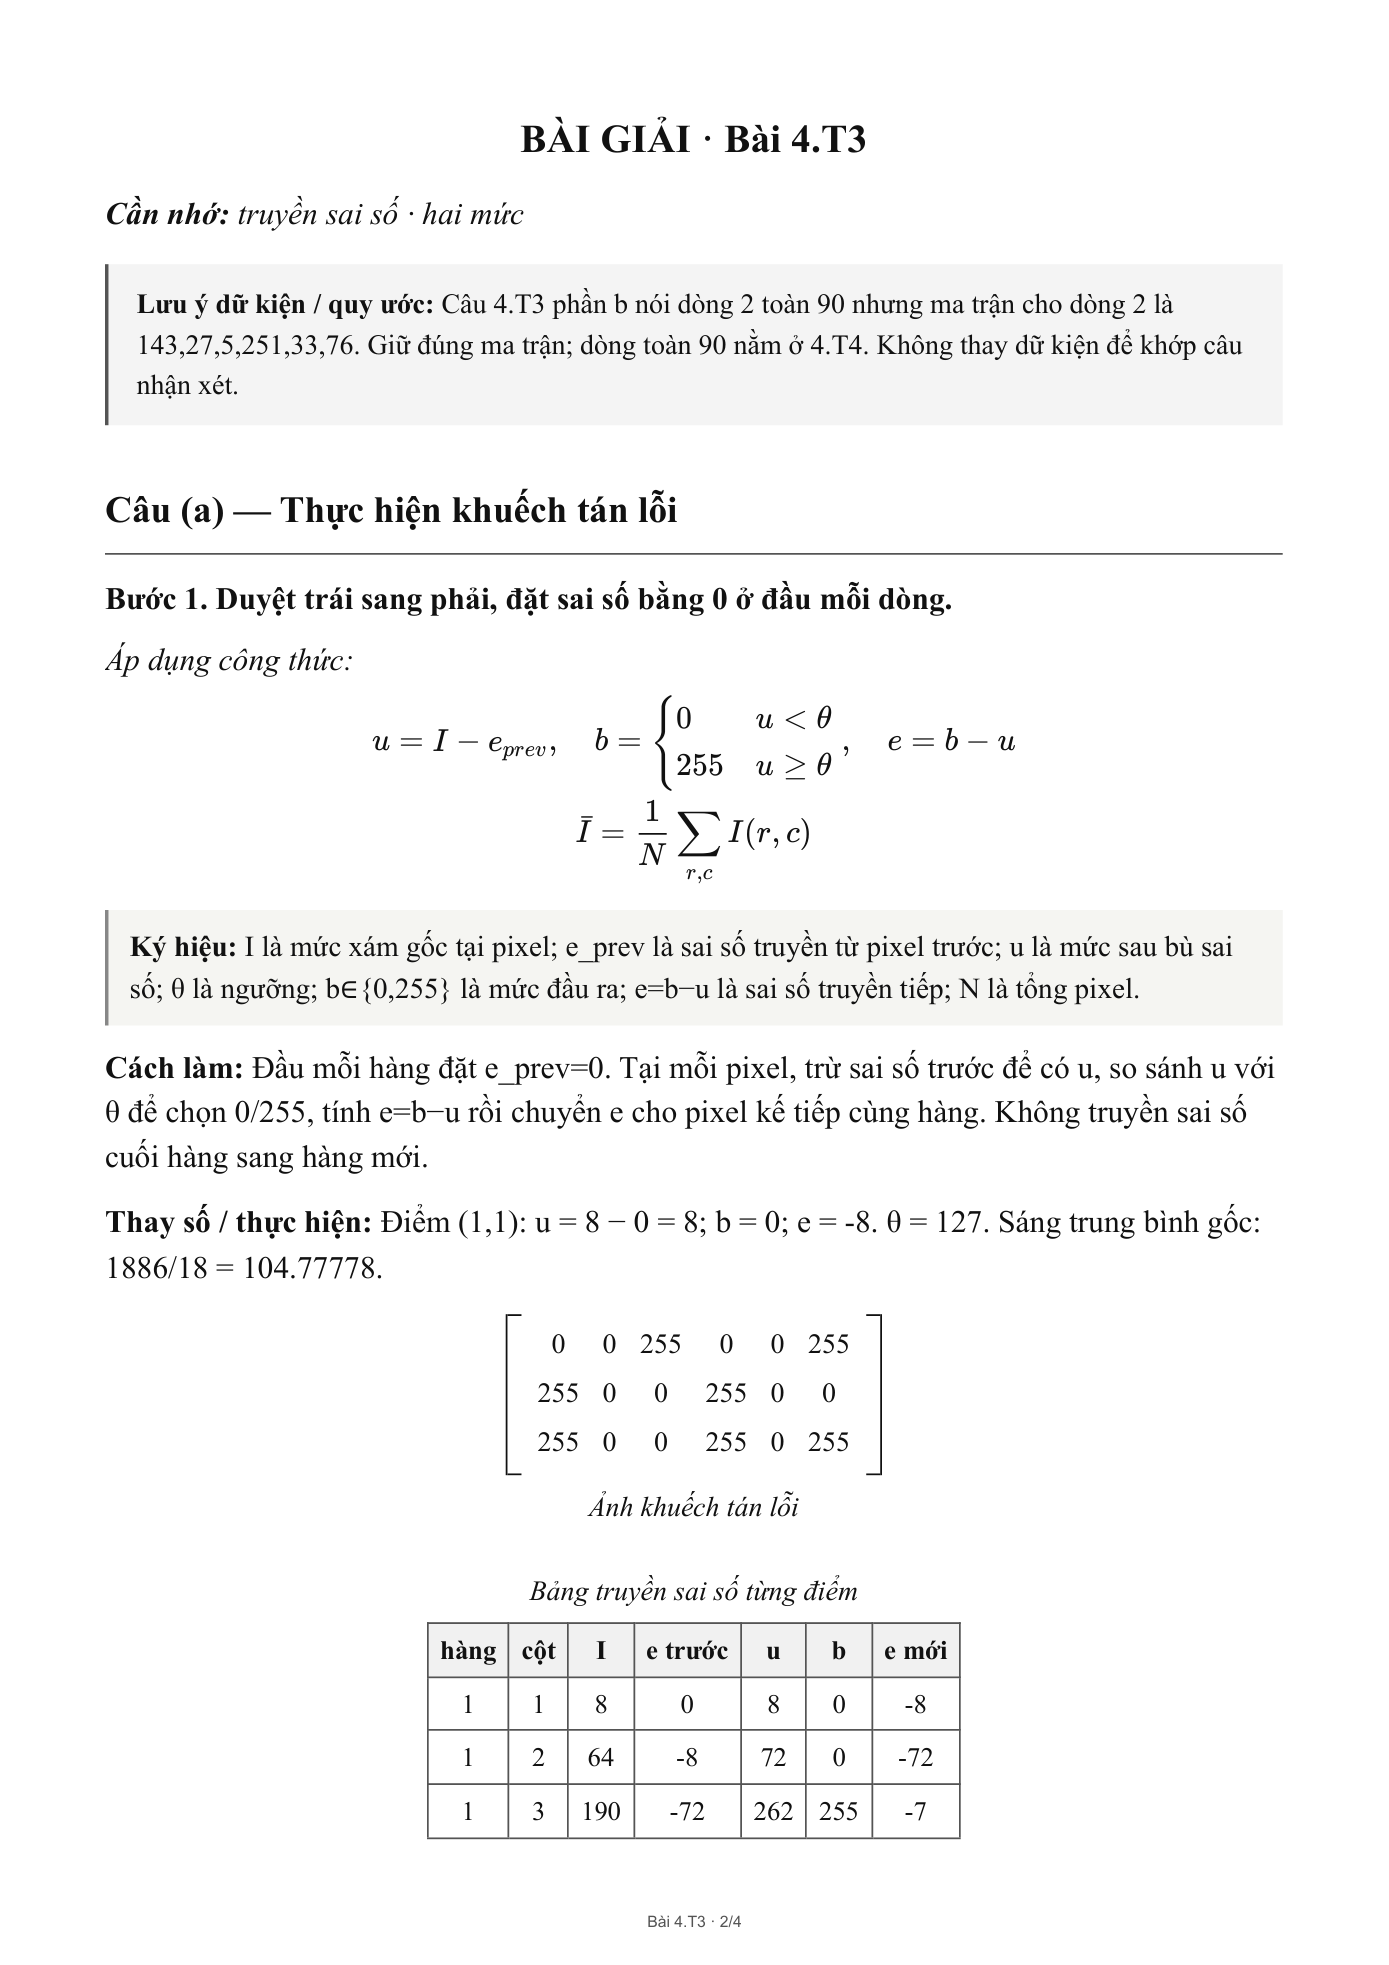 BÀI GIẢI · Bài 4.T3
Cần nhớ: truyền sai số · hai mức
Lưu ý dữ kiện / quy ước: Câu 4.T3 phần b nói dòng 2 toàn 90 nhưng ma trận cho dòng 2 là
143,27,5,251,33,76. Giữ đúng ma trận; dòng toàn 90 nằm ở 4.T4. Không thay dữ kiện để khớp câu
nhận xét.
Câu (a) — Thực hiện khuếch tán lỗi
Bước 1. Duyệt trái sang phải, đặt sai số bằng 0 ở đầu mỗi dòng.
Áp dụng công thức:
u = I − e_{prev}, b = { 0 u < θ; 255 u ≥ θ , e = b − u
Ī = 1/N ∑_{r,c} I(r, c)
Ký hiệu: I là mức xám gốc tại pixel; e_prev là sai số truyền từ pixel trước; u là mức sau bù sai
số; θ là ngưỡng; b∈{0,255} là mức đầu ra; e=b−u là sai số truyền tiếp; N là tổng pixel.
Cách làm: Đầu mỗi hàng đặt e_prev=0. Tại mỗi pixel, trừ sai số trước để có u, so sánh u với
θ để chọn 0/255, tính e=b−u rồi chuyển e cho pixel kế tiếp cùng hàng. Không truyền sai số
cuối hàng sang hàng mới.
Thay số / thực hiện: Điểm (1,1): u = 8 − 0 = 8; b = 0; e = -8. θ = 127. Sáng trung bình gốc:
1886/18 = 104.77778.
0 0 255 0 0 255
255 0 0 255 0 0
255 0 0 255 0 255
Ảnh khuếch tán lỗi
Bảng truyền sai số từng điểm
hàng cột I e trước u b e mới
1 1 8 0 8 0 -8
1 2 64 -8 72 0 -72
1 3 190 -72 262 255 -7
Bài 4.T3 · 2/4